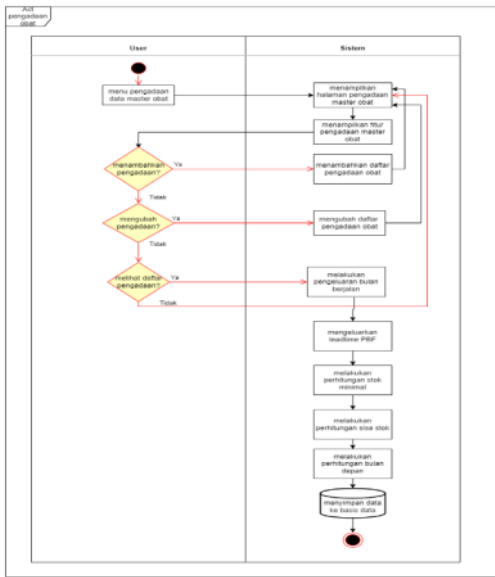 Act
pengadaan
obat
User
Sistem
menu pengadaan
data master obat
menampilkan
halaman pengadaan
master obat
menampilkan fitur
pengadaan master
obat
menambahkan
pengadaan?
Ya
menambahkan daftar
pengadaan obat
Tidak
mengubah
pengadaan?
Ya
mengubah daftar
pengadaan obat
Tidak
melihat daftar
pengadaan?
Ya
melakukan
pengeluaran bulan
berjalan
Tidak
mengeluarkan
leadtime PBF
melakukan
perhitungan stok
minimal
melakukan
perhitungan sisa stok
melakukan
perhitungan bulan
depan
menyimpan data
ke basis data